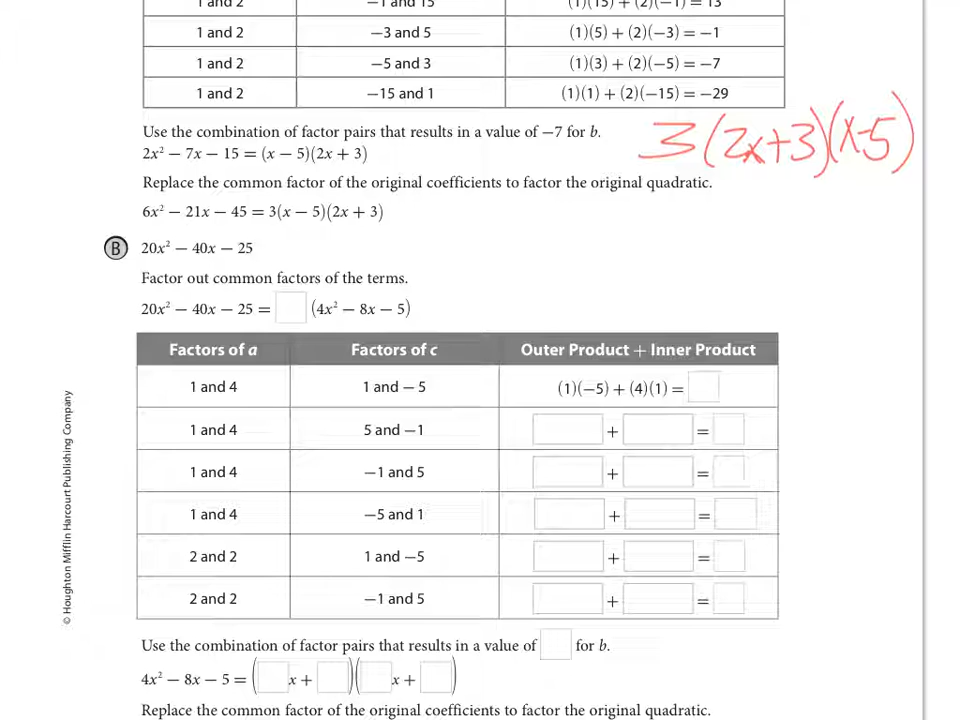 1 and 2 −1 and 15 (1)(15) + (2)(−1) = 13
1 and 2 −3 and 5 (1)(5) + (2)(−3) = −1
1 and 2 −5 and 3 (1)(3) + (2)(−5) = −7
1 and 2 −15 and 1 (1)(1) + (2)(−15) = −29
Use the combination of factor pairs that results in a value of −7 for b.
3(2x+3)(x-5)
2x² − 7x − 15 = (x − 5)(2x + 3)
Replace the common factor of the original coefficients to factor the original quadratic.
6x² − 21x − 45 = 3(x − 5)(2x + 3)
B 20x² − 40x − 25
Factor out common factors of the terms.
20x² − 40x − 25 = (4x² − 8x − 5)
Factors of a Factors of c Outer Product + Inner Product
1 and 4 1 and − 5 (1)(−5) + (4)(1) =
1 and 4 5 and −1 + =
1 and 4 −1 and 5 + =
1 and 4 −5 and 1 + =
2 and 2 1 and −5 + =
2 and 2 −1 and 5 + =
Use the combination of factor pairs that results in a value of for b.
4x² − 8x − 5 = ( x + )( x + )
Replace the common factor of the original coefficients to factor the original quadratic.
© Houghton Mifflin Harcourt Publishing Company